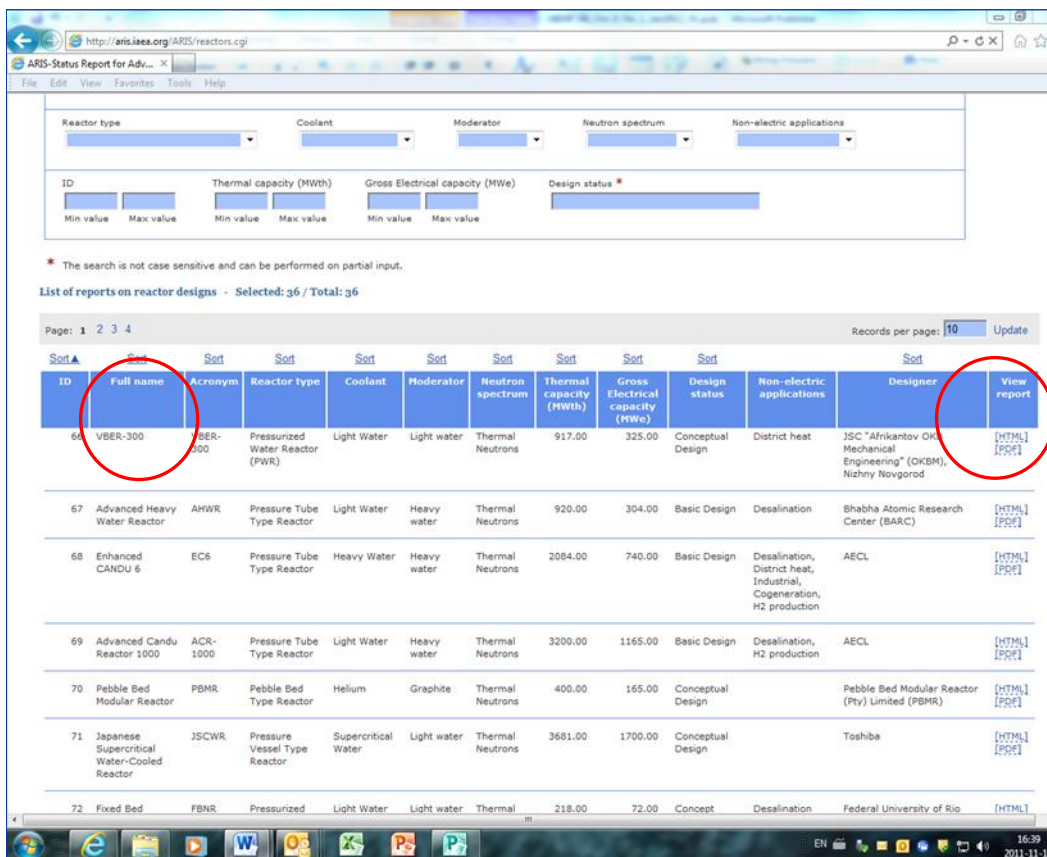 http://aris.iaea.org/ARIS/reactors.cgi
ARIS-Status Report for Adv...
File Edit View Favorites Tools Help
Reactor type Coolant Moderator Neutron spectrum Non-electric applications
ID Thermal capacity (MWth) Gross Electrical capacity (MWe) Design status *
Min value Max value Min value Max value Min value Max value
* The search is not case sensitive and can be performed on partial input.
List of reports on reactor designs - Selected: 36 / Total: 36
Page: 1 2 3 4 Records per page: 10 Update
Sort▲ Sort Sort Sort Sort Sort Sort Sort Sort Sort Sort
ID Full name Acronym Reactor type Coolant Moderator Neutron Thermal Gross Design Non-electric Designer View
spectrum capacity Electrical status applications report
(MWth) capacity
(MWe)
66 VBER-300 VBER- Pressurized Light Water Light water Thermal 917.00 325.00 Conceptual District heat JSC "Afrikantov OKB [HTML]
300 Water Reactor Neutrons Design Mechanical [PDF]
(PWR) Engineering" (OKBM),
Nizhny Novgorod
67 Advanced Heavy AHWR Pressure Tube Light Water Heavy Thermal 920.00 304.00 Basic Design Desalination Bhabha Atomic Research [HTML]
Water Reactor Type Reactor water Neutrons Center (BARC) [PDF]
68 Enhanced EC6 Pressure Tube Heavy Water Heavy Thermal 2084.00 740.00 Basic Design Desalination, AECL [HTML]
CANDU 6 Type Reactor water Neutrons District heat, [PDF]
Industrial,
Cogeneration,
H2 production
69 Advanced Candu ACR- Pressure Tube Light Water Heavy Thermal 3200.00 1165.00 Basic Design Desalination, AECL [HTML]
Reactor 1000 1000 Type Reactor water Neutrons H2 production [PDF]
70 Pebble Bed PBMR Pebble Bed Helium Graphite Thermal 400.00 165.00 Conceptual Pebble Bed Modular Reactor [HTML]
Modular Reactor Type Reactor Neutrons Design (Pty) Limited (PBMR) [PDF]
71 Japanese JSCWR Pressure Supercritical Light water Thermal 3681.00 1700.00 Conceptual Toshiba [HTML]
Supercritical Vessel Type Water Neutrons Design [PDF]
Water-Cooled Reactor
Reactor
72 Fixed Bed FBNR Pressurized Light Water Light water Thermal 218.00 72.00 Concept Desalination Federal University of Rio [HTML]
EN 16:39
2011-11-1